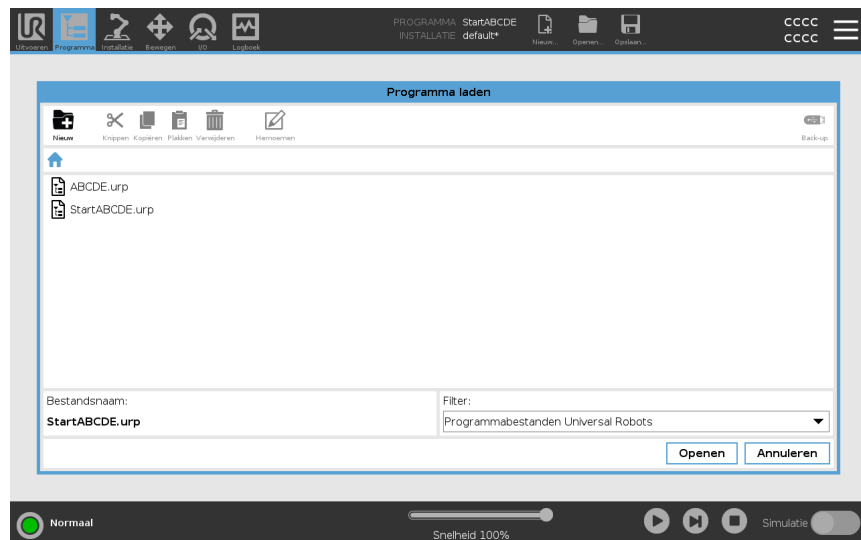 PROGRAMMA StartABCDE
INSTALLATIE default*
Uitvoeren Programma Installatie Bewegen I/O Logboek
Nieuw... Openen... Opslaan...
CCCC
CCCC
Programma laden
Nieuw Knippen Kopiëren Plakken Verwijderen Hernoemen Back-up
ABCDE.urp
StartABCDE.urp
Bestandsnaam:
StartABCDE.urp
Filter:
Programmabestanden Universal Robots
Openen Annuleren
Normaal
Snelheid 100%
Simulatie